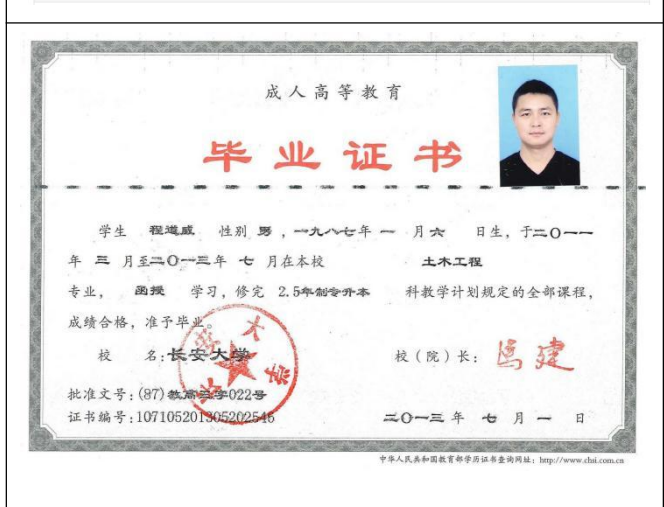 成人高等教育
毕业证书
学生 程道威 性别 男 ，一九八七年 一 月 六 日生，于二〇一一
年 三 月至二〇一三年 七 月在本校 土木工程
专业， 函授 学习，修完 2.5年制专升本 科教学计划规定的全部课程，
成绩合格，准予毕业。
校 名：长安大学 校（院）长： 马建
批准文号：(87)教高三字022号
证书编号：107105201305202546 二〇一三 年 七 月 一 日
中华人民共和国教育部学历证书查询网址：http://www.chsi.com.cn